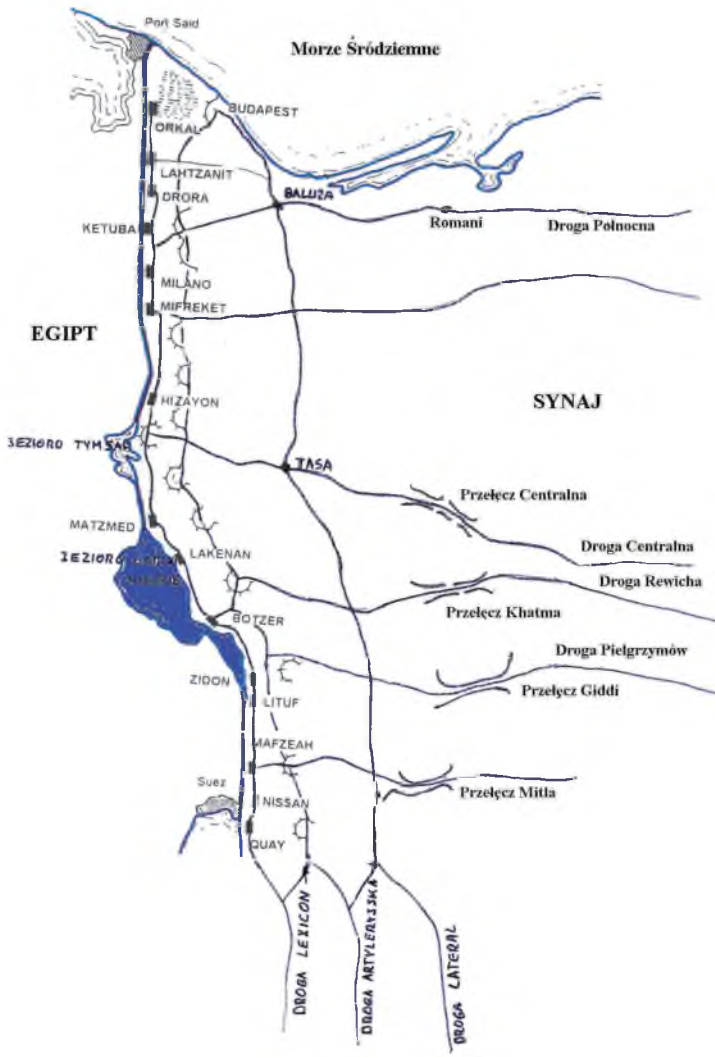 Port Said
Morze Śródziemne
BUDAPEST
ORKAL
LAHTZANIT
DRORA
BALUZA
KETUBA
Romani
Droga Północna
MILANO
MIFREKET
EGIPT
HIZAYON
SYNAJ
JEZIORO TYMSAH
TASA
Przełęcz Centralna
MATZMED
Droga Centralna
JEZIORO
LAKENAN
Droga Rewicha
Przełęcz Khatma
BOTZER
Droga Pielgrzymów
ZIDON
Przełęcz Giddi
LITUF
MAFZEAH
Suez
Przełęcz Mitla
NISSAN
QUAY
DROGA LEXICON
DROGA ARTYLERYJSKA
DROGA LATERAL